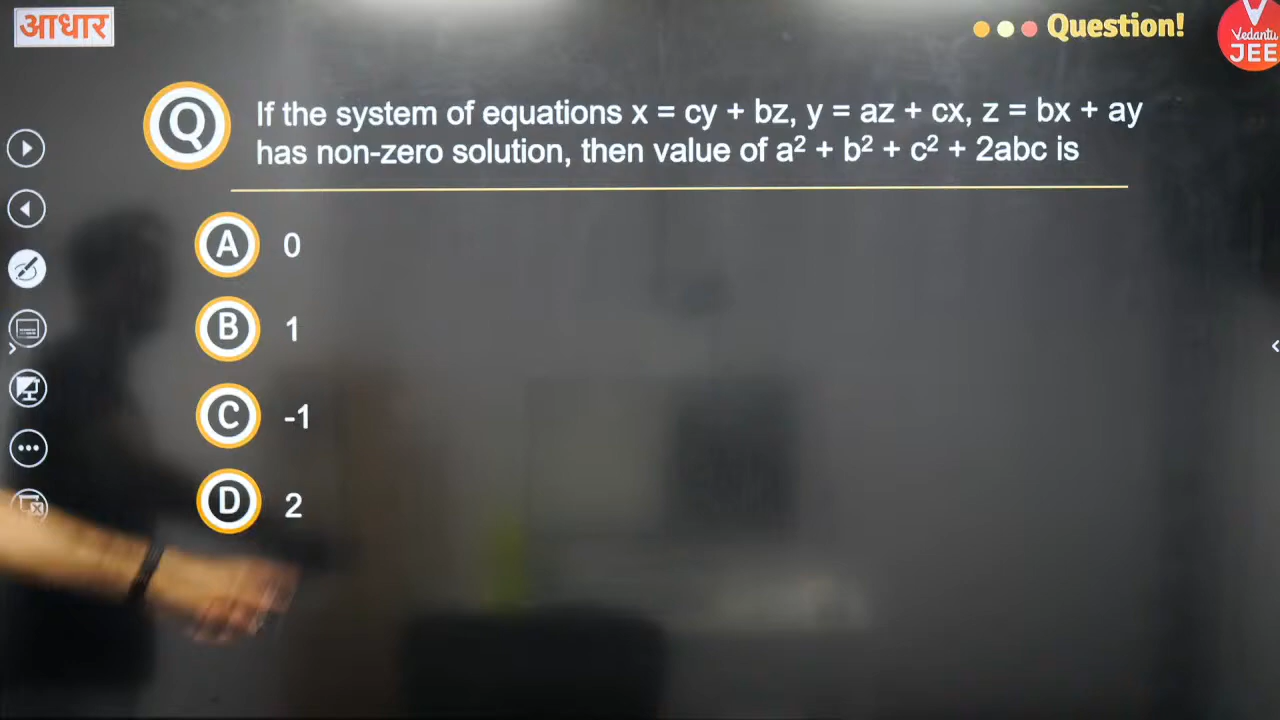 आधार
Question!
Vedantu
JEE
Q If the system of equations x = cy + bz, y = az + cx, z = bx + ay
has non-zero solution, then value of a² + b² + c² + 2abc is
A 0
B 1
C -1
D 2